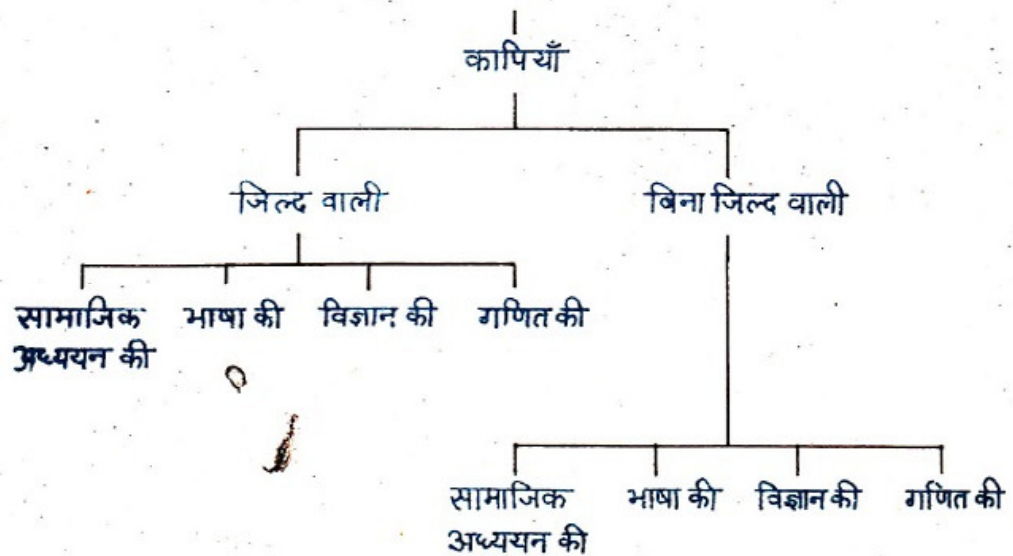 कापियाँ
जिल्द वाली बिना जिल्द वाली
सामाजिक भाषा की विज्ञान की गणित की
अध्ययन की
सामाजिक भाषा की विज्ञान की गणित की
अध्ययन की